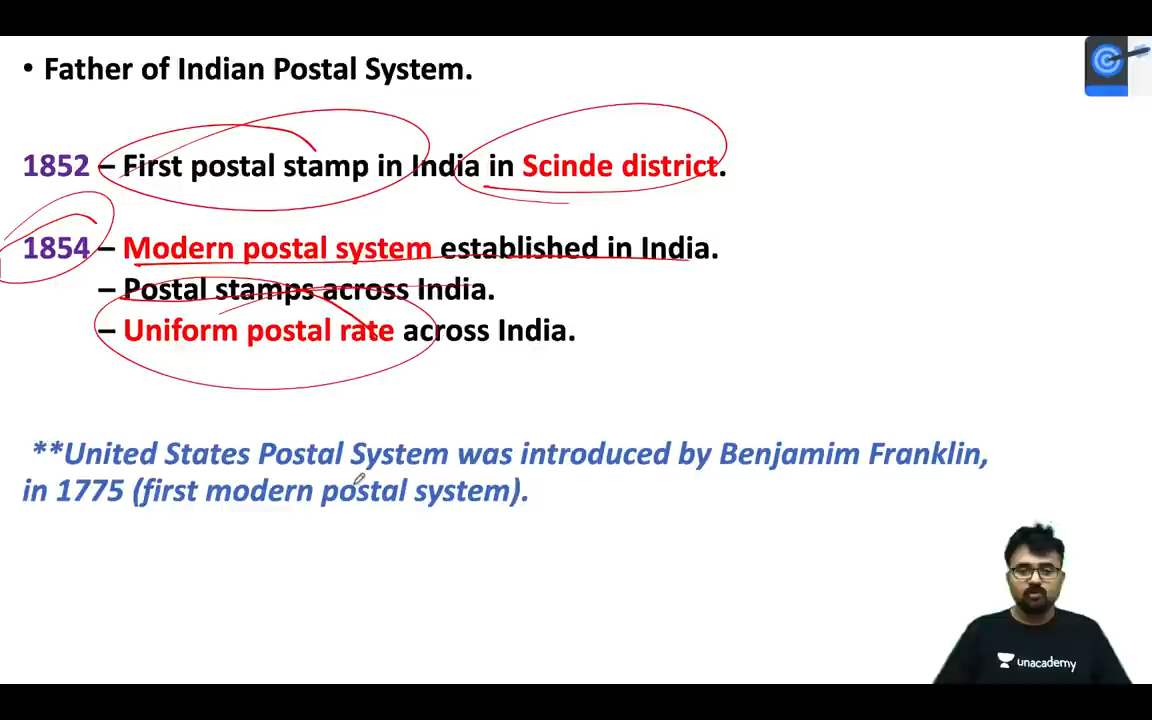 • Father of Indian Postal System.
1852 – First postal stamp in India in Scinde district.
1854 – Modern postal system established in India.
– Postal stamps across India.
– Uniform postal rate across India.
**United States Postal System was introduced by Benjamim Franklin,
in 1775 (first modern postal system).
unacademy